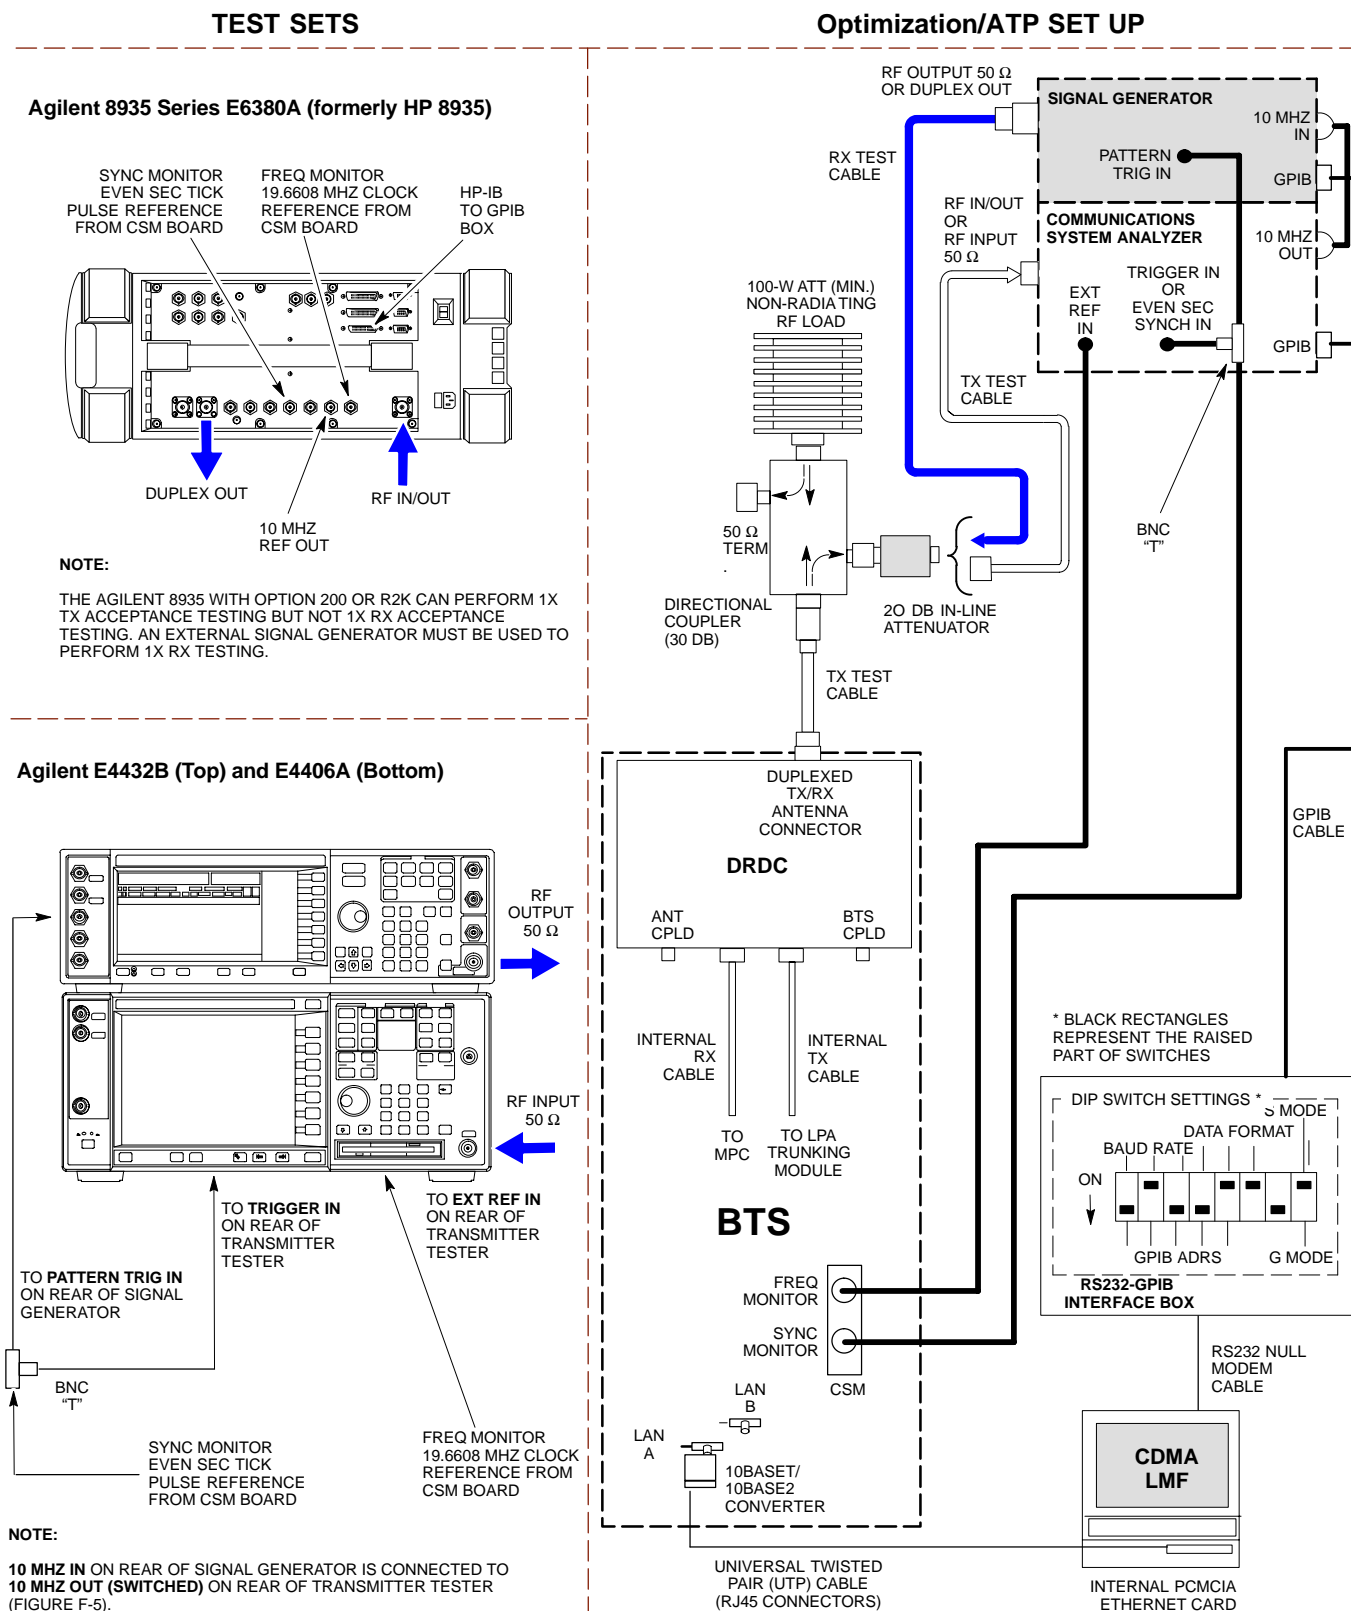 TEST SETS
Optimization/ATP SET UP
Agilent 8935 Series E6380A (formerly HP 8935)
SYNC MONITOR
EVEN SEC TICK
PULSE REFERENCE
FROM CSM BOARD
FREQ MONITOR
19.6608 MHZ CLOCK
REFERENCE FROM
CSM BOARD
HP-IB
TO GPIB
BOX
DUPLEX OUT
RF IN/OUT
10 MHZ
REF OUT
NOTE:
THE AGILENT 8935 WITH OPTION 200 OR R2K CAN PERFORM 1X
TX ACCEPTANCE TESTING BUT NOT 1X RX ACCEPTANCE
TESTING. AN EXTERNAL SIGNAL GENERATOR MUST BE USED TO
PERFORM 1X RX TESTING.
Agilent E4432B (Top) and E4406A (Bottom)
RF
OUTPUT
50 Ω
RF INPUT
50 Ω
TO TRIGGER IN
ON REAR OF
TRANSMITTER
TESTER
TO EXT REF IN
ON REAR OF
TRANSMITTER
TESTER
TO PATTERN TRIG IN
ON REAR OF SIGNAL
GENERATOR
BNC
“T”
SYNC MONITOR
EVEN SEC TICK
PULSE REFERENCE
FROM CSM BOARD
FREQ MONITOR
19.6608 MHZ CLOCK
REFERENCE FROM
CSM BOARD
NOTE:
10 MHZ IN ON REAR OF SIGNAL GENERATOR IS CONNECTED TO
10 MHZ OUT (SWITCHED) ON REAR OF TRANSMITTER TESTER
(FIGURE F-5).
RF OUTPUT 50 Ω
OR DUPLEX OUT
RX TEST
CABLE
SIGNAL GENERATOR
10 MHZ
IN
PATTERN
TRIG IN
GPIB
RF IN/OUT
OR
RF INPUT
50 Ω
COMMUNICATIONS
SYSTEM ANALYZER
10 MHZ
OUT
TRIGGER IN
OR
EVEN SEC
SYNCH IN
EXT
REF
IN
GPIB
100-W ATT (MIN.)
NON-RADIA TING
RF LOAD
TX TEST
CABLE
50 Ω
TERM
.
BNC
“T”
DIRECTIONAL
COUPLER
(30 DB)
2O DB IN-LINE
ATTENUATOR
TX TEST
CABLE
DUPLEXED
TX/RX
ANTENNA
CONNECTOR
DRDC
ANT
CPLD
BTS
CPLD
GPIB
CABLE
INTERNAL
RX
CABLE
INTERNAL
TX
CABLE
TO
MPC
TO LPA
TRUNKING
MODULE
BTS
* BLACK RECTANGLES
REPRESENT THE RAISED
PART OF SWITCHES
DIP SWITCH SETTINGS *
S MODE
DATA FORMAT
BAUD RATE
ON
GPIB ADRS
G MODE
RS232-GPIB
INTERFACE BOX
FREQ
MONITOR
SYNC
MONITOR
CSM
RS232 NULL
MODEM
CABLE
LAN
B
LAN
A
10BASET/
10BASE2
CONVERTER
CDMA
LMF
UNIVERSAL TWISTED
PAIR (UTP) CABLE
(RJ45 CONNECTORS)
INTERNAL PCMCIA
ETHERNET CARD